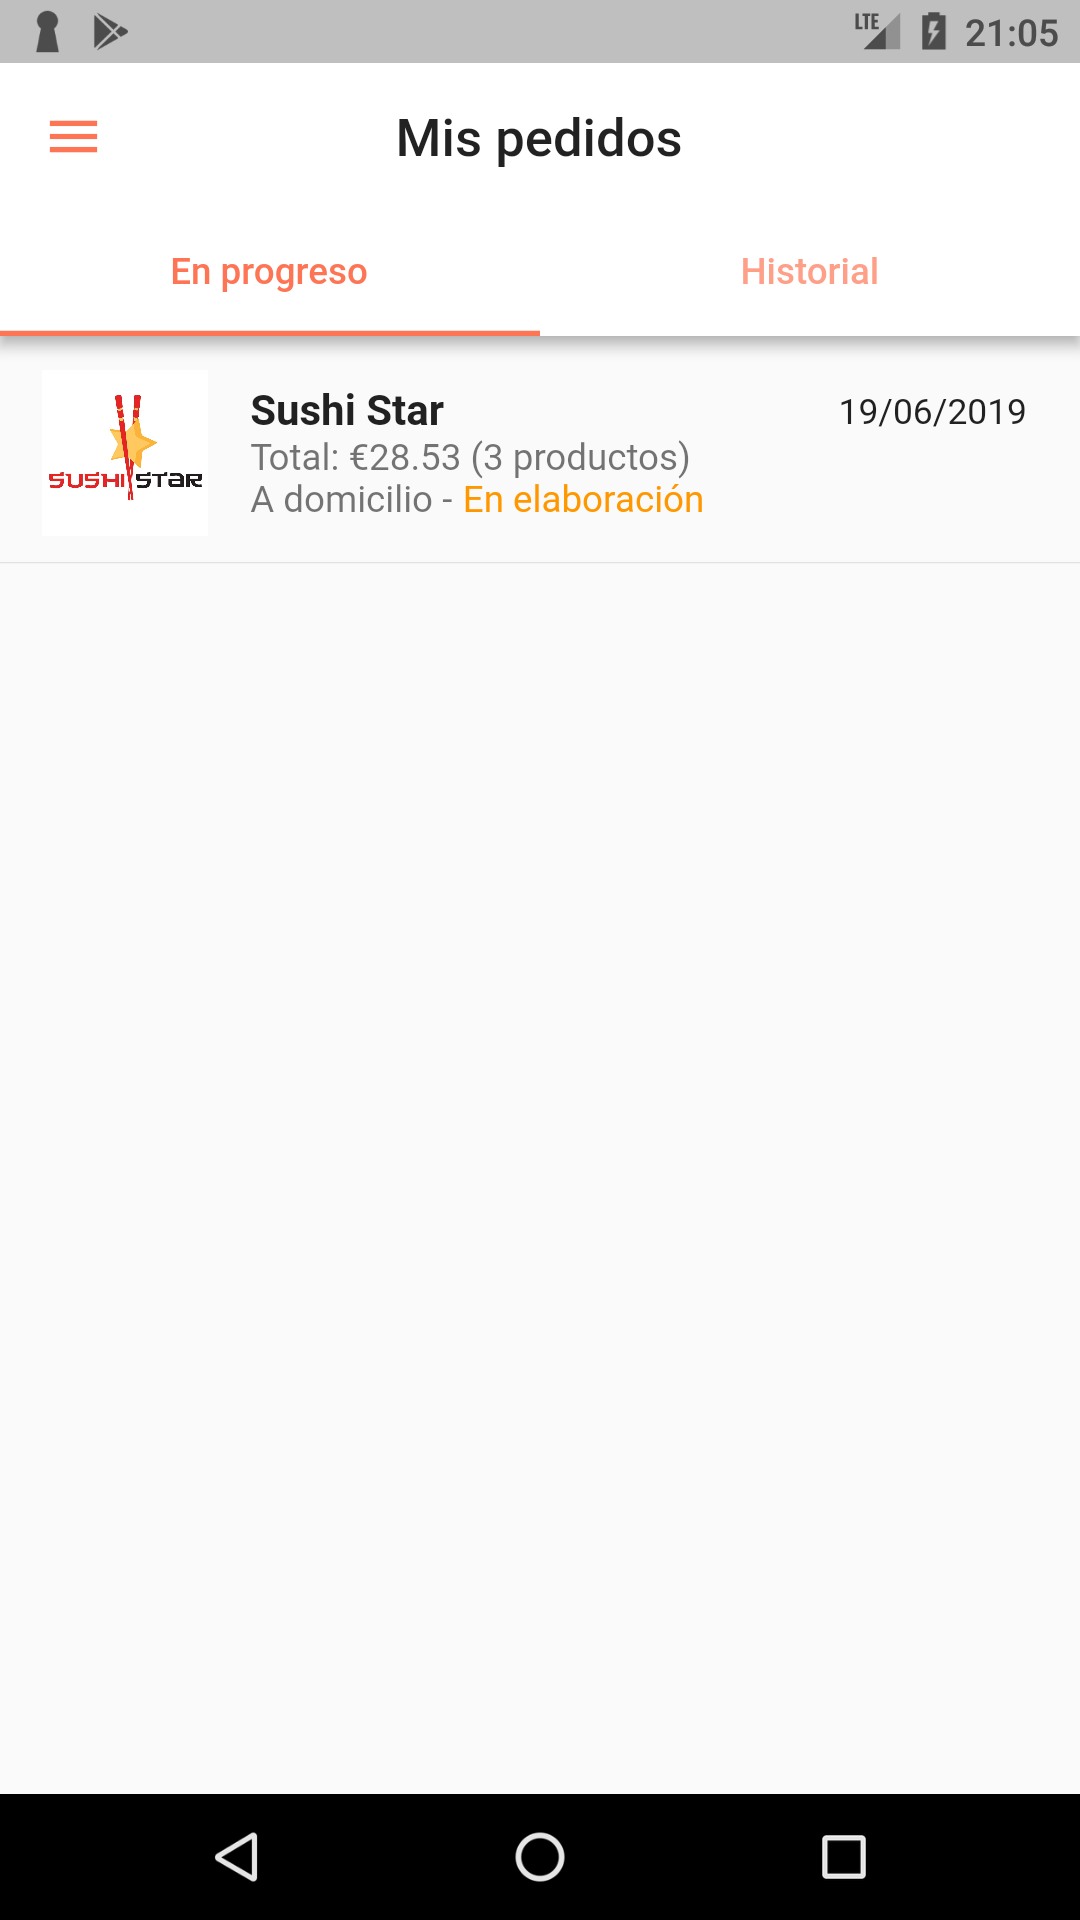 LTE 21:05
Mis pedidos
En progreso Historial
SUSHI STAR
Sushi Star 19/06/2019
Total: €28.53 (3 productos)
A domicilio - En elaboración